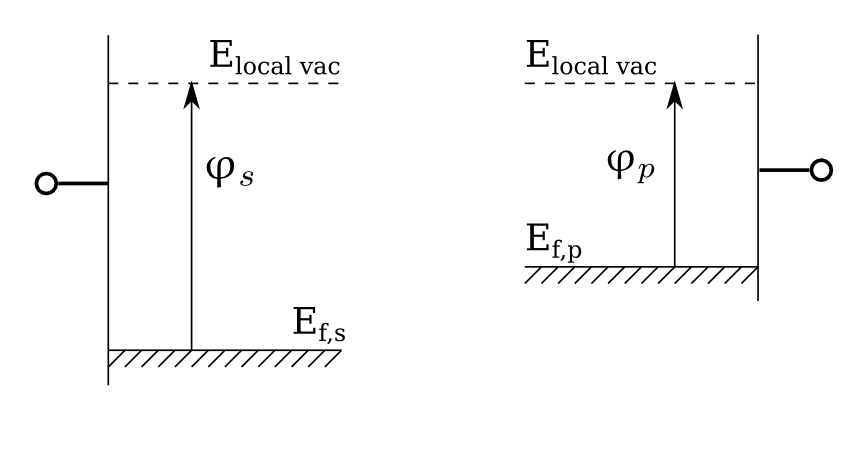 E_local vac E_local vac
φ_s φ_p
E_f,p
E_f,s